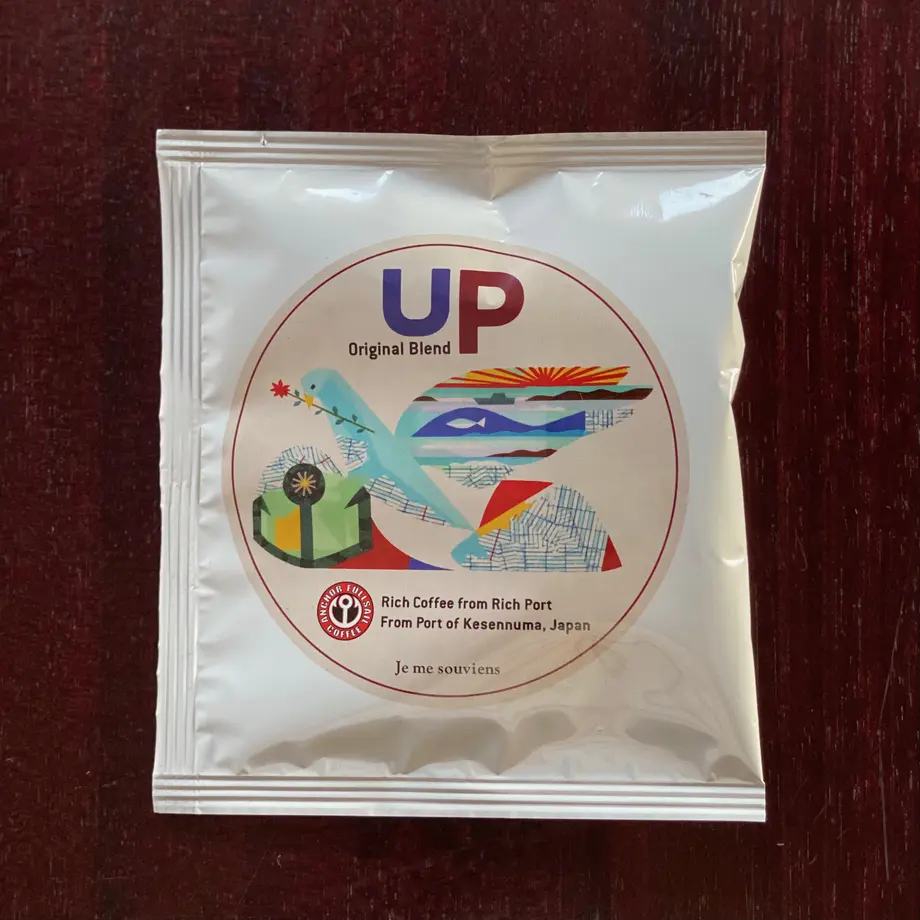 UP
Original Blend
ANCHOR FULLSAIL
COFFEE
Rich Coffee from Rich Port
From Port of Kesennuma, Japan
Je me souviens